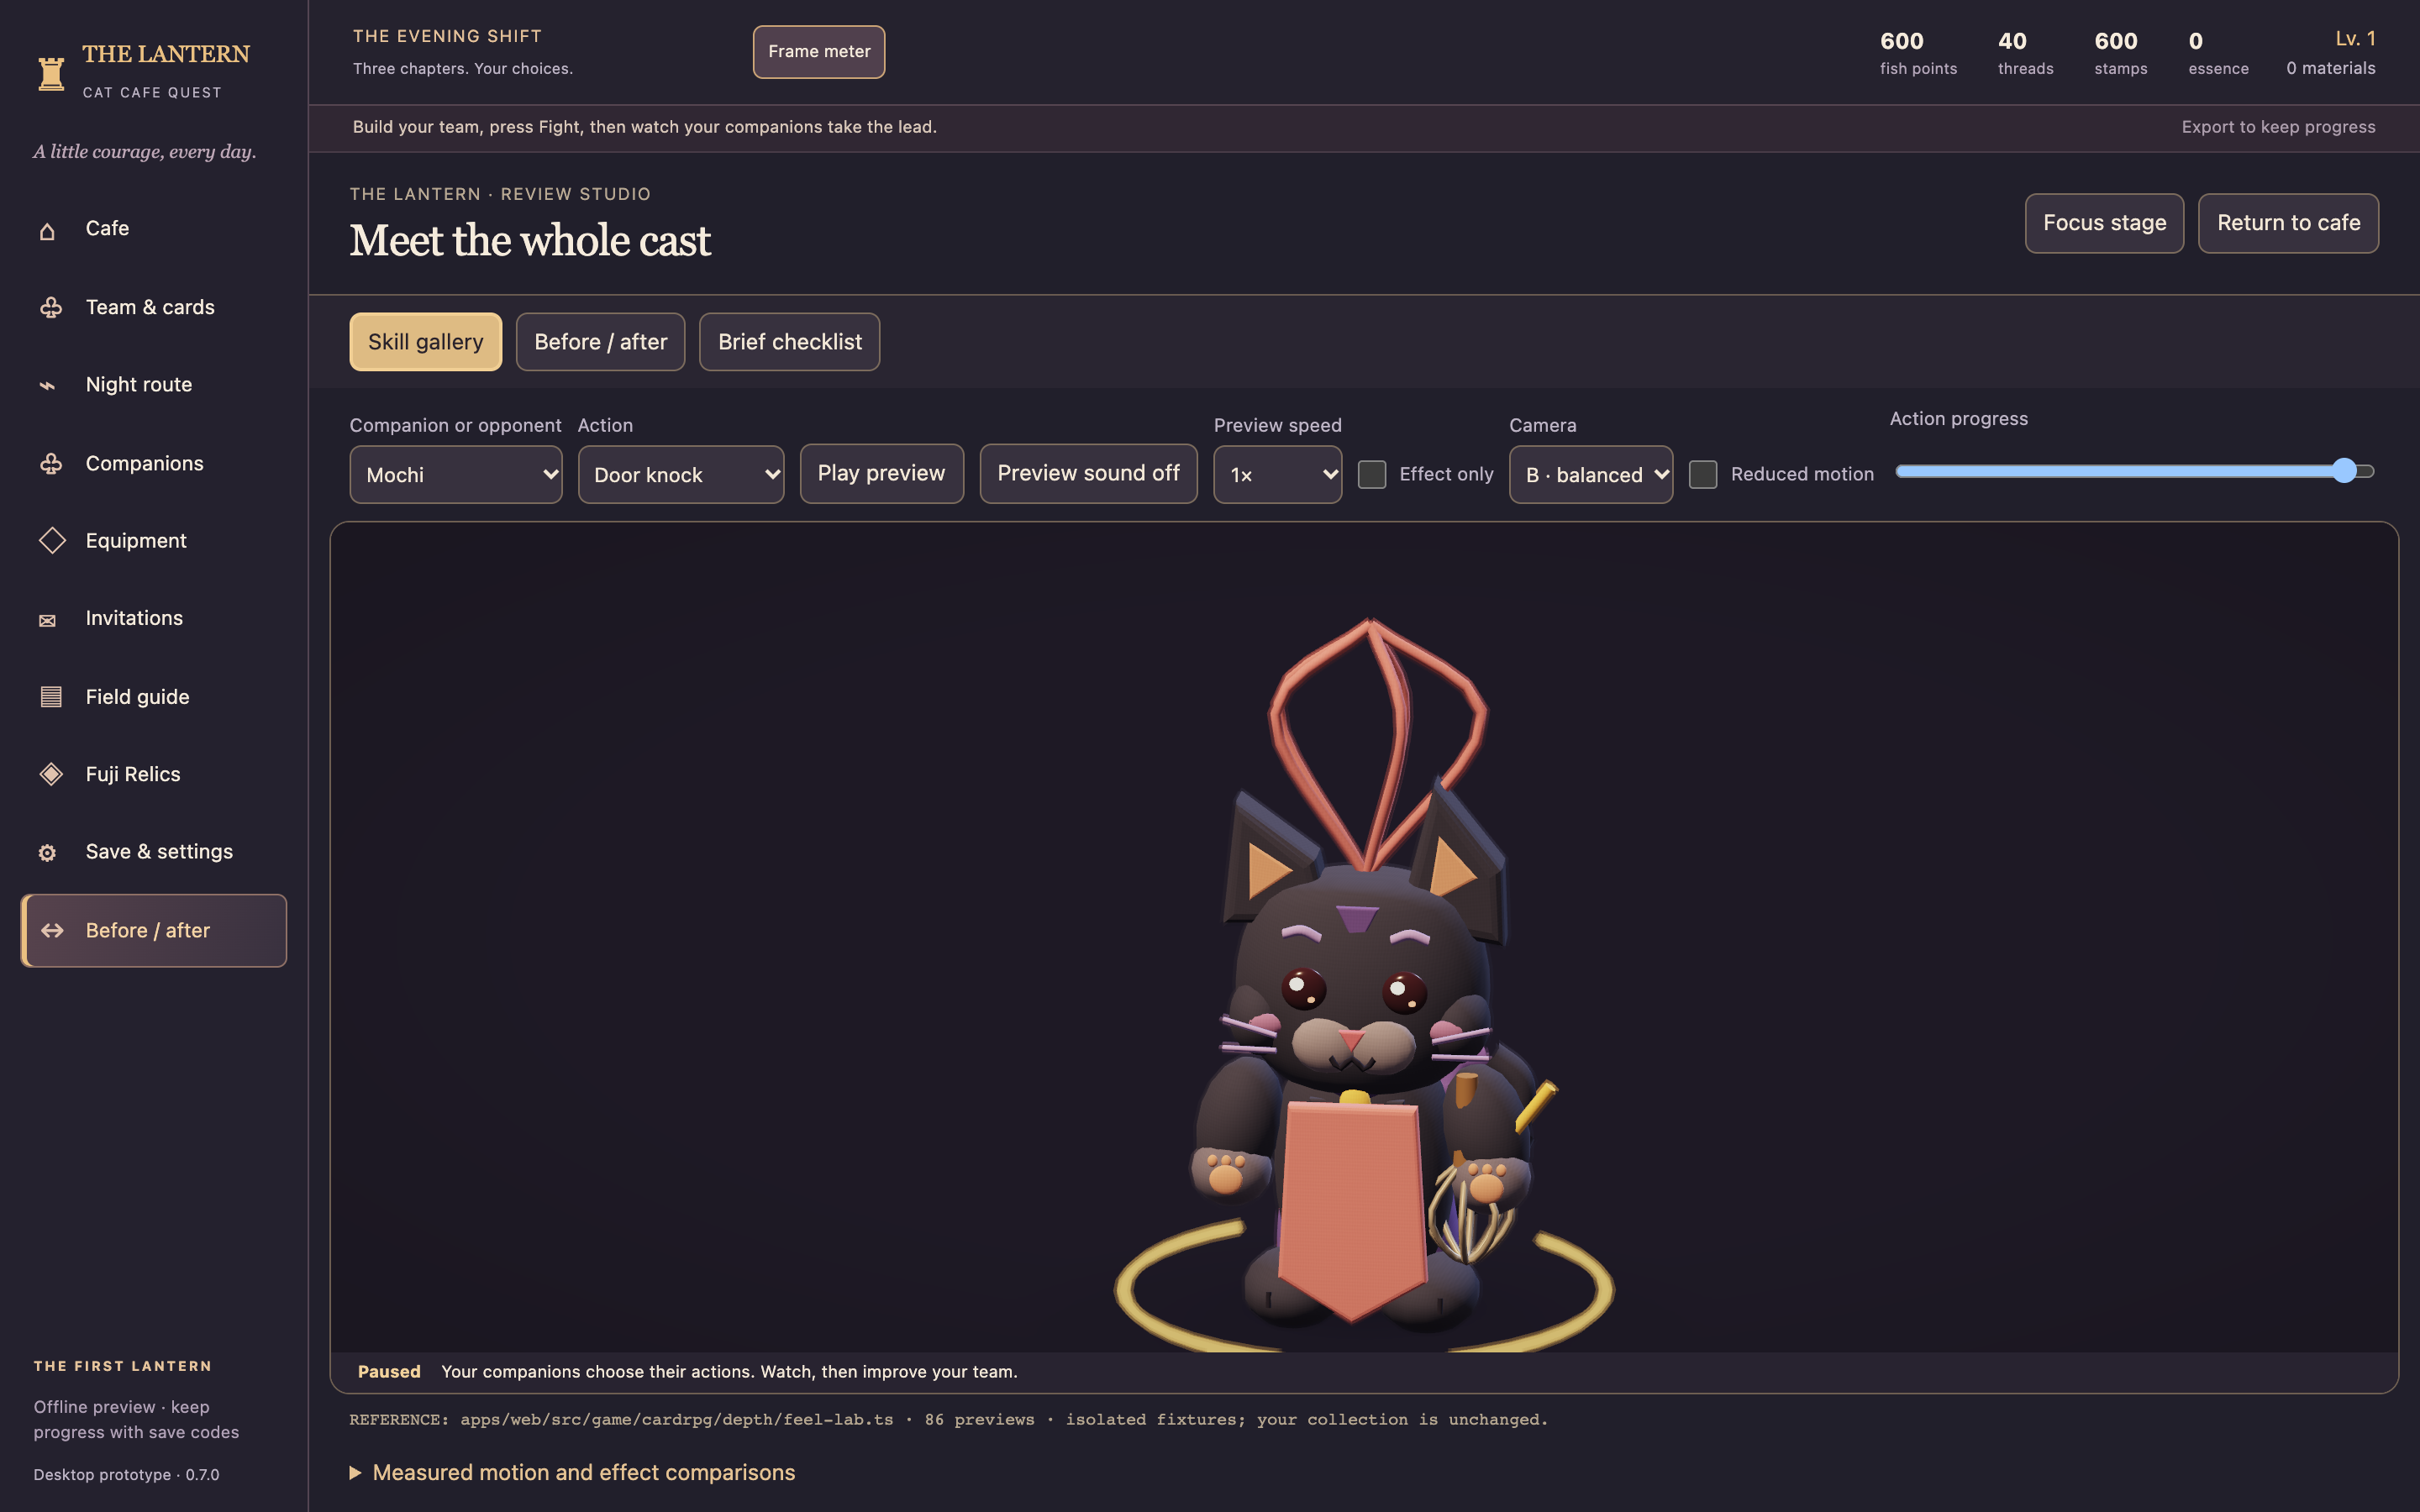 THE LANTERN
CAT CAFE QUEST
A little courage, every day.
Cafe
Team & cards
Night route
Companions
Equipment
Invitations
Field guide
Fuji Relics
Save & settings
Before / after
THE FIRST LANTERN
Offline preview · keep
progress with save codes
Desktop prototype · 0.7.0
THE EVENING SHIFT
Three chapters. Your choices.
Frame meter
600 fish points
40 threads
600 stamps
0 essence
Lv. 1
0 materials
Build your team, press Fight, then watch your companions take the lead.
Export to keep progress
THE LANTERN · REVIEW STUDIO
Meet the whole cast
Focus stage
Return to cafe
Skill gallery
Before / after
Brief checklist
Companion or opponent
Mochi
Action
Door knock
Play preview
Preview sound off
Preview speed
1×
Effect only
Camera
B · balanced
Reduced motion
Action progress
Paused Your companions choose their actions. Watch, then improve your team.
REFERENCE: apps/web/src/game/cardrpg/depth/feel-lab.ts · 86 previews · isolated fixtures; your collection is unchanged.
Measured motion and effect comparisons